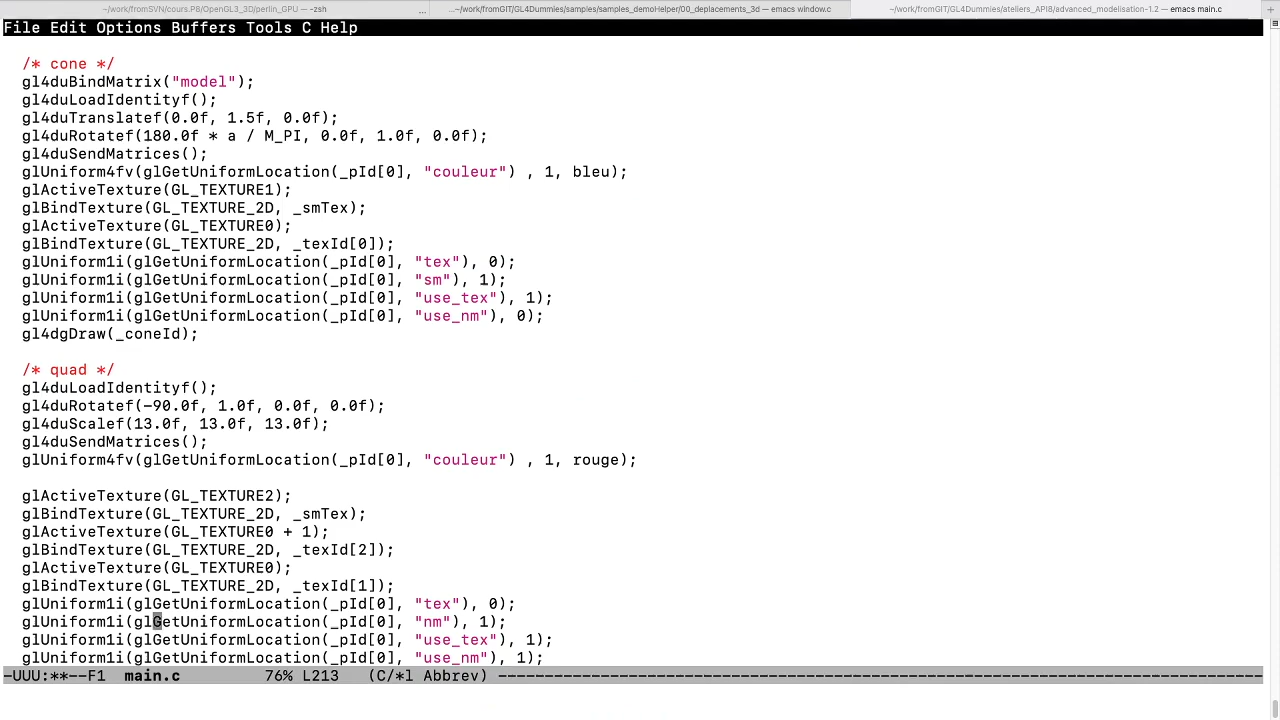 ~/work/fromSVN/cours.P8/OpenGL3_3D/perlin_GPU — -zsh
... ...~/work/fromGIT/GL4Dummies/samples/samples_demoHelper/00_deplacements_3d — emacs window.c
~/work/fromGIT/GL4Dummies/ateliers_API8/advanced_modelisation-1.2 — emacs main.c
+
File Edit Options Buffers Tools C Help
/* cone */
gl4duBindMatrix("model");
gl4duLoadIdentityf();
gl4duTranslatef(0.0f, 1.5f, 0.0f);
gl4duRotatef(180.0f * a / M_PI, 0.0f, 1.0f, 0.0f);
gl4duSendMatrices();
glUniform4fv(glGetUniformLocation(_pId[0], "couleur") , 1, bleu);
glActiveTexture(GL_TEXTURE1);
glBindTexture(GL_TEXTURE_2D, _smTex);
glActiveTexture(GL_TEXTURE0);
glBindTexture(GL_TEXTURE_2D, _texId[0]);
glUniform1i(glGetUniformLocation(_pId[0], "tex"), 0);
glUniform1i(glGetUniformLocation(_pId[0], "sm"), 1);
glUniform1i(glGetUniformLocation(_pId[0], "use_tex"), 1);
glUniform1i(glGetUniformLocation(_pId[0], "use_nm"), 0);
gl4dgDraw(_coneId);
/* quad */
gl4duLoadIdentityf();
gl4duRotatef(-90.0f, 1.0f, 0.0f, 0.0f);
gl4duScalef(13.0f, 13.0f, 13.0f);
gl4duSendMatrices();
glUniform4fv(glGetUniformLocation(_pId[0], "couleur") , 1, rouge);
glActiveTexture(GL_TEXTURE2);
glBindTexture(GL_TEXTURE_2D, _smTex);
glActiveTexture(GL_TEXTURE0 + 1);
glBindTexture(GL_TEXTURE_2D, _texId[2]);
glActiveTexture(GL_TEXTURE0);
glBindTexture(GL_TEXTURE_2D, _texId[1]);
glUniform1i(glGetUniformLocation(_pId[0], "tex"), 0);
glUniform1i(glGetUniformLocation(_pId[0], "nm"), 1);
glUniform1i(glGetUniformLocation(_pId[0], "use_tex"), 1);
glUniform1i(glGetUniformLocation(_pId[0], "use_nm"), 1);
-UUU:**--F1 main.c 76% L213 (C/*l Abbrev) ------------------------------------------------------------------------------------